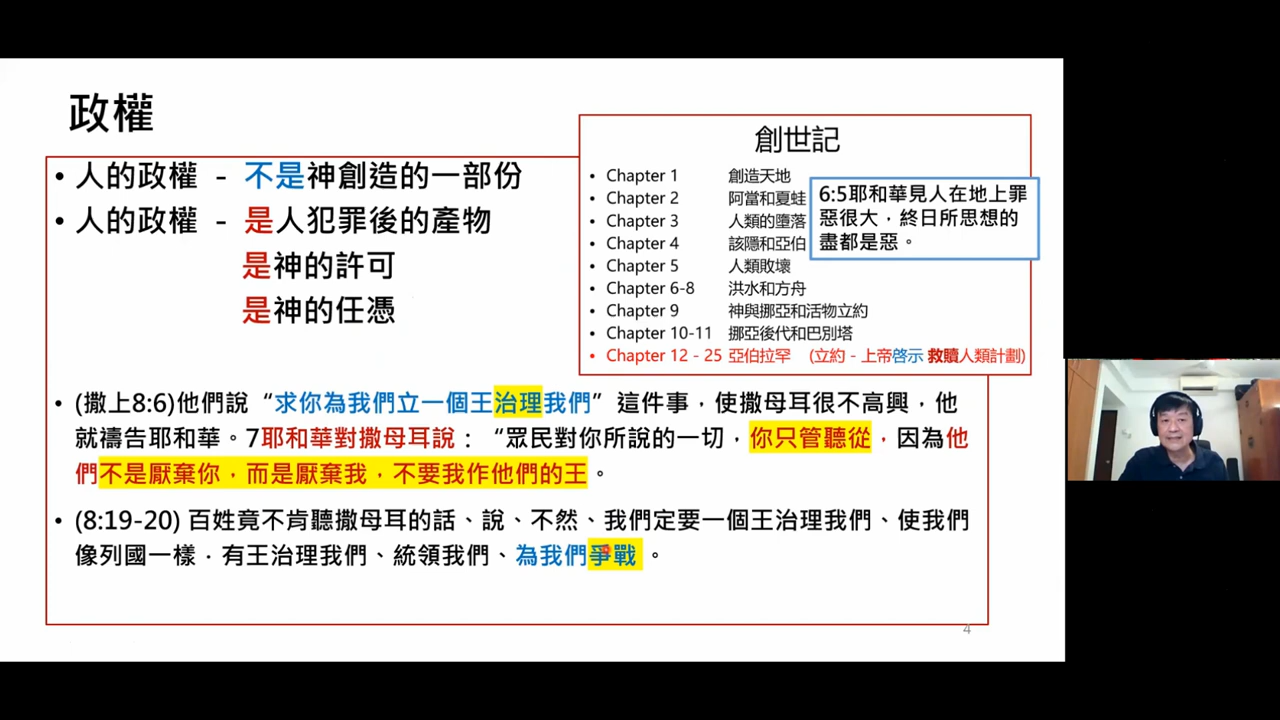 政權
• 人的政權 - 不是神創造的一部份
• 人的政權 - 是人犯罪後的產物
是神的許可
是神的任憑
創世記
• Chapter 1 創造天地
• Chapter 2 阿當和夏蛙
• Chapter 3 人類的墮落
• Chapter 4 該隱和亞伯
• Chapter 5 人類敗壞
• Chapter 6-8 洪水和方舟
• Chapter 9 神與挪亞和活物立約
• Chapter 10-11 挪亞後代和巴別塔
• Chapter 12 - 25 亞伯拉罕 (立約 - 上帝啓示 救贖人類計劃)
6:5耶和華見人在地上罪
惡很大，終日所思想的
盡都是惡。
• (撒上8:6)他們說“求你為我們立一個王治理我們”這件事，使撒母耳很不高興，他
就禱告耶和華。7耶和華對撒母耳說：“眾民對你所說的一切，你只管聽從，因為他
們不是厭棄你，而是厭棄我，不要我作他們的王。
• (8:19-20) 百姓竟不肯聽撒母耳的話、說、不然、我們定要一個王治理我們、使我們
像列國一樣，有王治理我們、統領我們、為我們爭戰 。
4